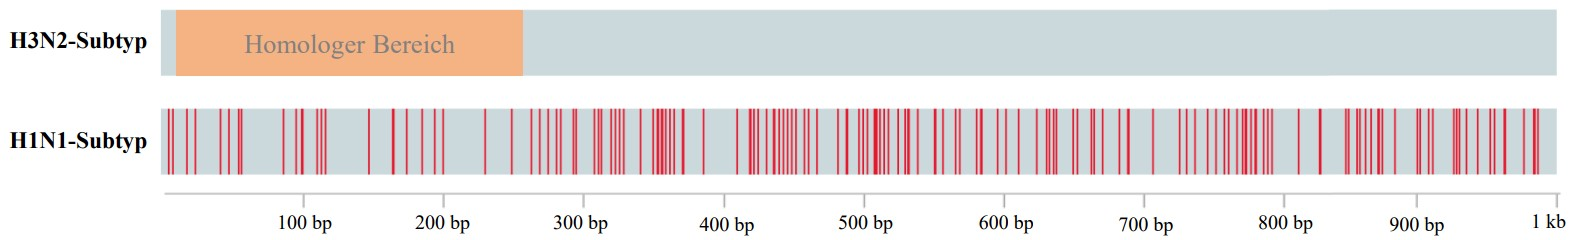 H3N2-Subtyp
Homologer Bereich
H1N1-Subtyp
100 bp 200 bp 300 bp 400 bp 500 bp 600 bp 700 bp 800 bp 900 bp 1 kb